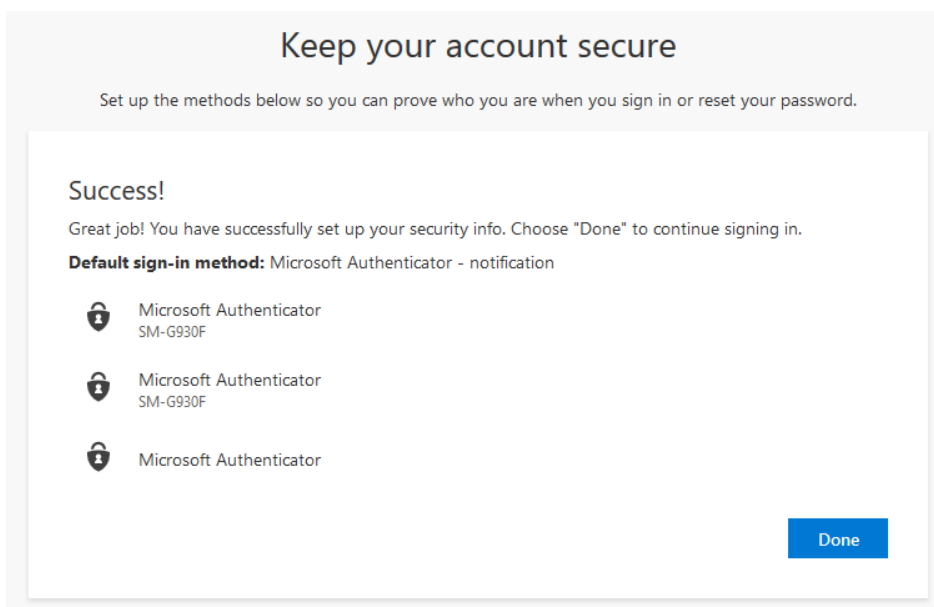 Keep your account secure
Set up the methods below so you can prove who you are when you sign in or reset your password.
Success!
Great job! You have successfully set up your security info. Choose "Done" to continue signing in.
Default sign-in method: Microsoft Authenticator - notification
Microsoft Authenticator
SM-G930F
Microsoft Authenticator
SM-G930F
Microsoft Authenticator
Done